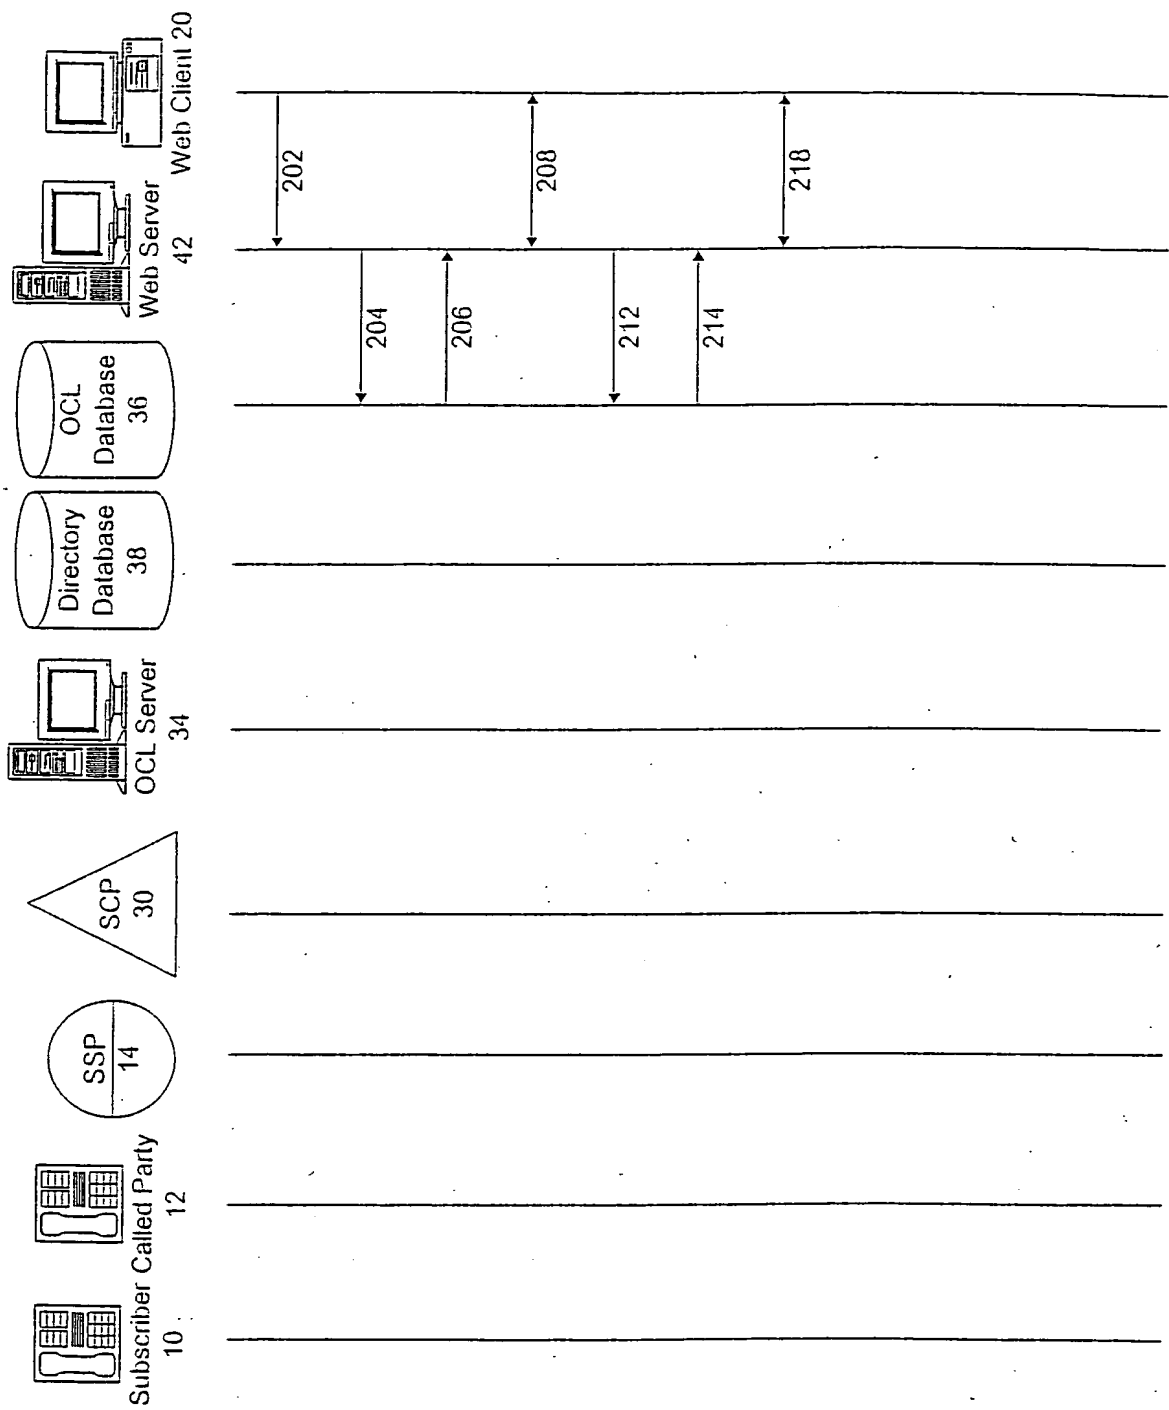 Subscriber
10
Called Party
12
SSP
14
SCP
30
OCL Server
34
Directory
Database
38
OCL
Database
36
Web Server
42
Web Client 20
202
204
206
208
212
214
218